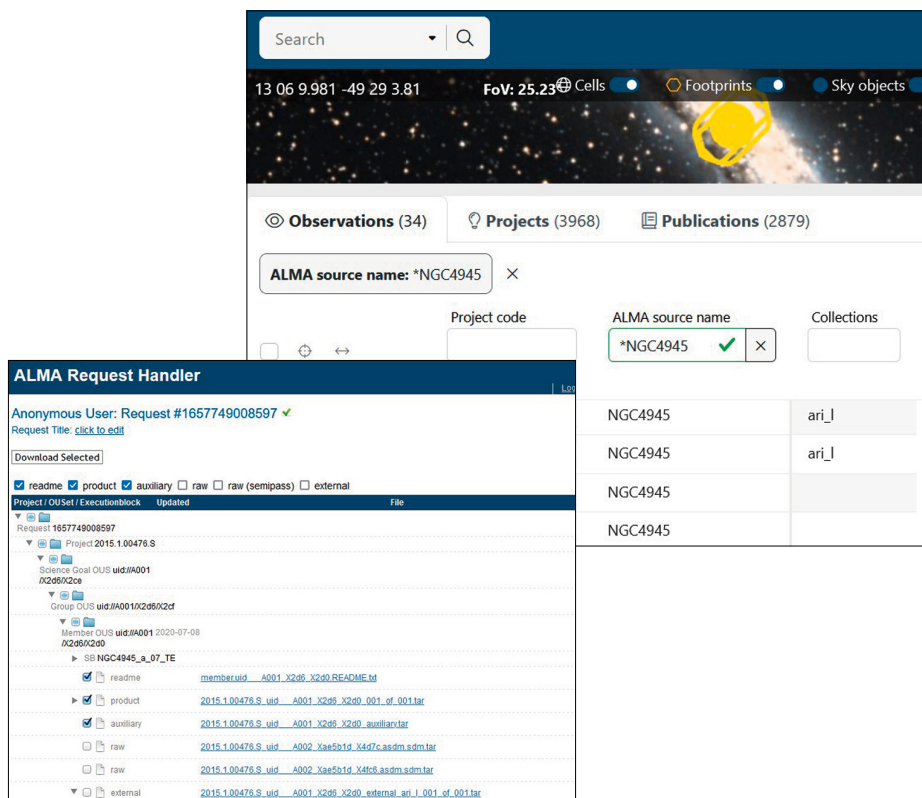 Search
13 06 9.981 -49 29 3.81 FoV: 25.23° Cells Footprints Sky objects
Observations (34) Projects (3968) Publications (2879)
ALMA source name: *NGC4945 ×
Project code ALMA source name Collections
*NGC4945 ×
NGC4945 ari_l
NGC4945 ari_l
NGC4945
NGC4945
ALMA Request Handler
Anonymous User: Request #1657749008597
Request Title: click to edit
Download Selected
readme product auxiliary raw raw (semipass) external
Project / OUSet / Executionblock Updated File
Request 1657749008597
Project 2015.1.00476.S
Science Goal OUS uid://A001
/X2d6/X2ce
Group OUS uid://A001/X2d6/X2cf
Member OUS uid://A001 2020-07-08
/X2d6/X2d0
SB NGC4945_a_07_TE
readme member.uid___A001_X2d6_X2d0.README.txt
product 2015.1.00476.S_uid___A001_X2d6_X2d0_001_of_001.tar
auxiliary 2015.1.00476.S_uid___A001_X2d6_X2d0_auxiliary.tar
raw 2015.1.00476.S_uid___A002_Xae5b1d_X4d7c.asdm.sdm.tar
raw 2015.1.00476.S_uid___A002_Xae5b1d_X4fc6.asdm.sdm.tar
external 2015.1.00476.S_uid___A001_X2d6_X2d0_external_ari_l_001_of_001.tar